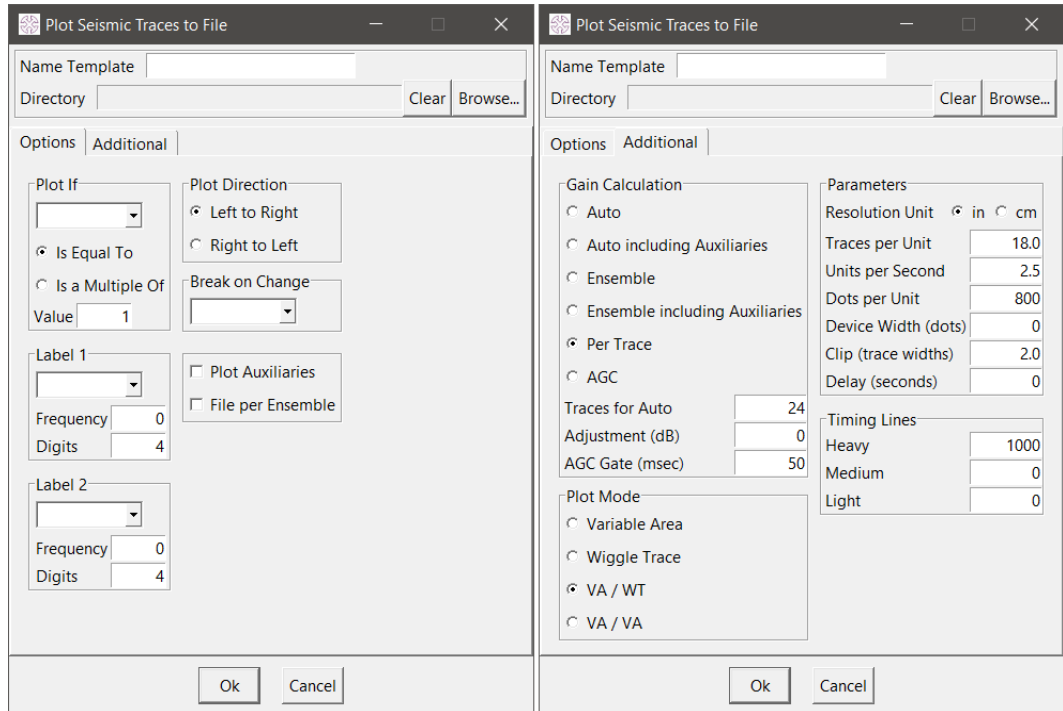 Plot Seismic Traces to File
Name Template
Directory Clear Browse...
Options Additional
Plot If
Is Equal To
Is a Multiple Of
Value 1
Label 1
Frequency 0
Digits 4
Label 2
Frequency 0
Digits 4
Plot Direction
Left to Right
Right to Left
Break on Change
Plot Auxiliaries
File per Ensemble
Ok Cancel
Plot Seismic Traces to File
Name Template
Directory Clear Browse...
Options Additional
Gain Calculation
Auto
Auto including Auxiliaries
Ensemble
Ensemble including Auxiliaries
Per Trace
AGC
Traces for Auto 24
Adjustment (dB) 0
AGC Gate (msec) 50
Plot Mode
Variable Area
Wiggle Trace
VA / WT
VA / VA
Parameters
Resolution Unit in cm
Traces per Unit 18.0
Units per Second 2.5
Dots per Unit 800
Device Width (dots) 0
Clip (trace widths) 2.0
Delay (seconds) 0
Timing Lines
Heavy 1000
Medium 0
Light 0
Ok Cancel